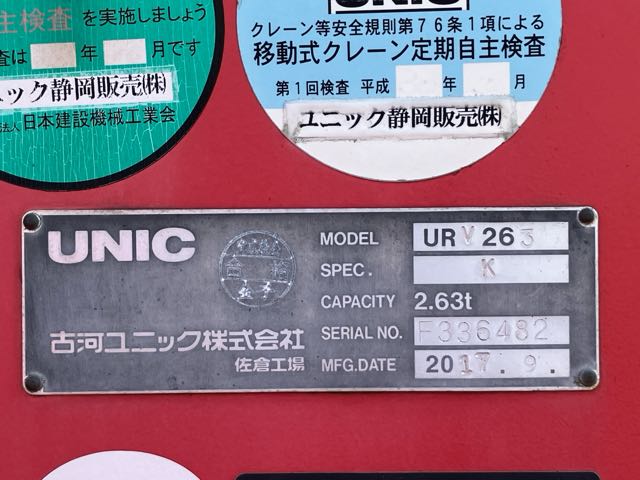 主検査 を実施しましょう
査は 年 月です
ニック静岡販売㈱
法人日本建設機械工業会
UNIC
クレーン等安全規則第76条1項による
移動式クレーン定期自主検査
第1回検査 平成 年 月
ユニック静岡販売㈱
UNIC
合格
MODEL URV263
SPEC. K
CAPACITY 2.63t
古河ユニック株式会社
佐倉工場
SERIAL NO. F336482
MFG.DATE 2017.9.